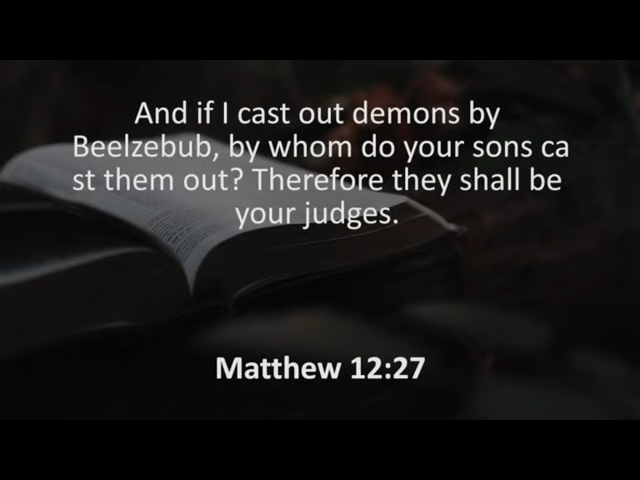 And if I cast out demons by
Beelzebub, by whom do your sons ca
st them out? Therefore they shall be
your judges.
Matthew 12:27